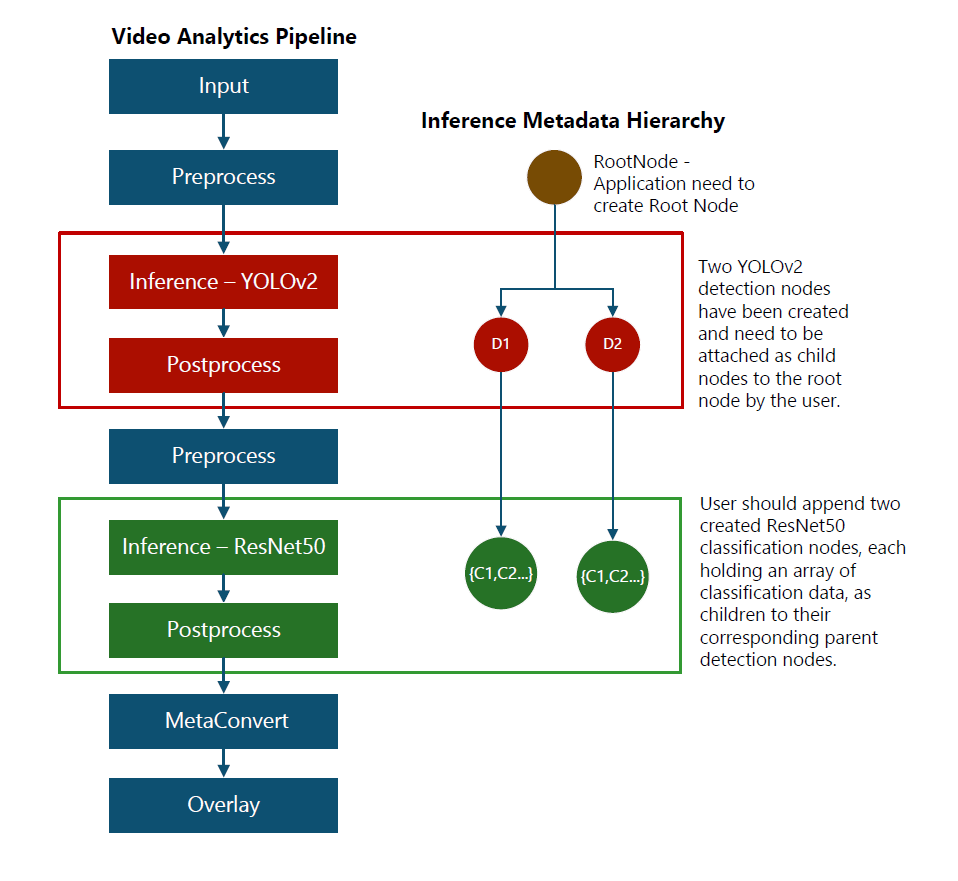 Video Analytics Pipeline
Input
Preprocess
Inference – YOLOv2
Postprocess
Preprocess
Inference – ResNet50
Postprocess
MetaConvert
Overlay
Inference Metadata Hierarchy
RootNode -
Application need to
create Root Node
D1
D2
Two YOLOv2
detection nodes
have been created
and need to be
attached as child
nodes to the root
node by the user.
{C1,C2...}
{C1,C2...}
User should append two
created ResNet50
classification nodes, each
holding an array of
classification data, as
children to their
corresponding parent
detection nodes.